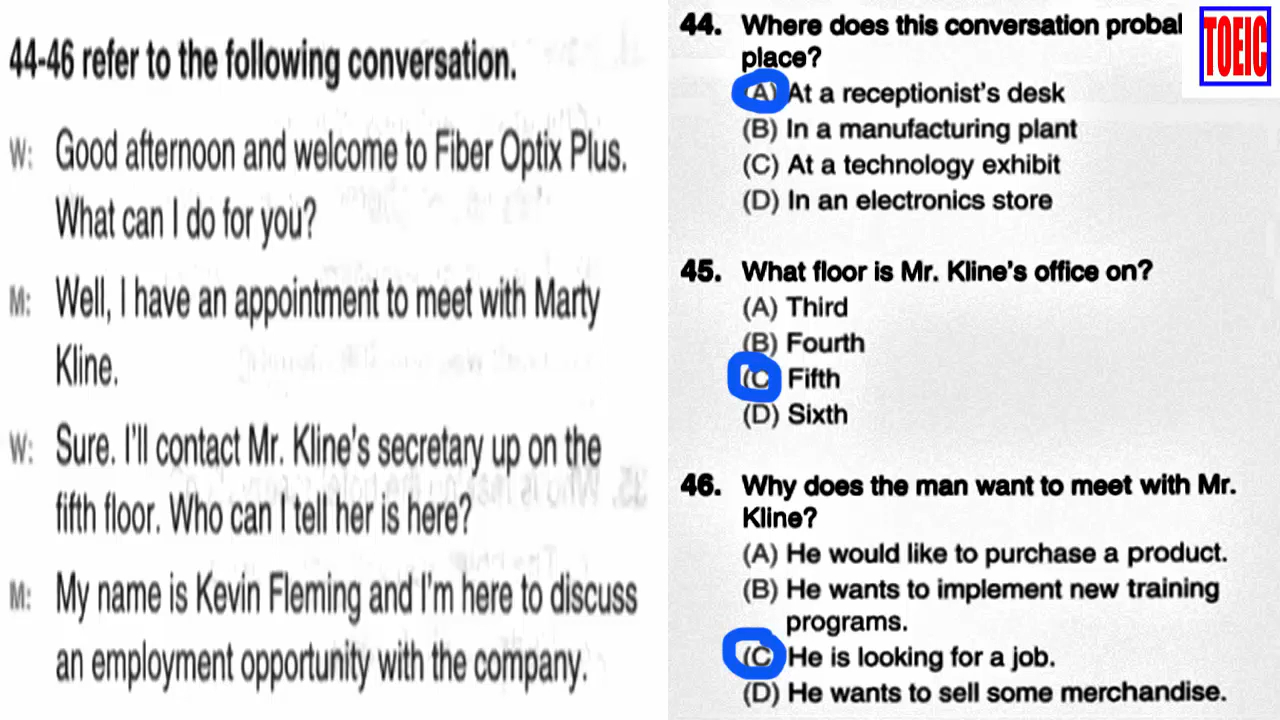 44-46 refer to the following conversation.
W: Good afternoon and welcome to Fiber Optix Plus.
What can I do for you?
M: Well, I have an appointment to meet with Marty
Kline.
W: Sure. I'll contact Mr. Kline's secretary up on the
fifth floor. Who can I tell her is here?
M: My name is Kevin Fleming and I'm here to discuss
an employment opportunity with the company.
44. Where does this conversation probal
place?
(A) At a receptionist's desk
(B) In a manufacturing plant
(C) At a technology exhibit
(D) In an electronics store
45. What floor is Mr. Kline's office on?
(A) Third
(B) Fourth
(C) Fifth
(D) Sixth
46. Why does the man want to meet with Mr.
Kline?
(A) He would like to purchase a product.
(B) He wants to implement new training
programs.
(C) He is looking for a job.
(D) He wants to sell some merchandise.
TOEIC